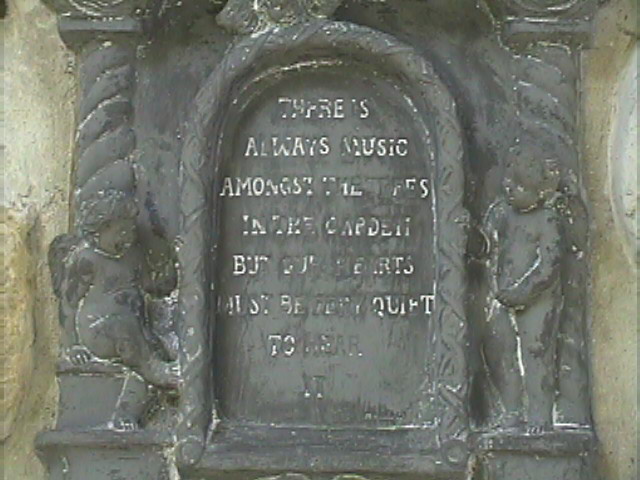 THERE IS
ALWAYS MUSIC
AMONGST THE TREES
IN THE GARDEN
BUT OUR HEARTS
MUST BE VERY QUIET
TO HEAR
IT